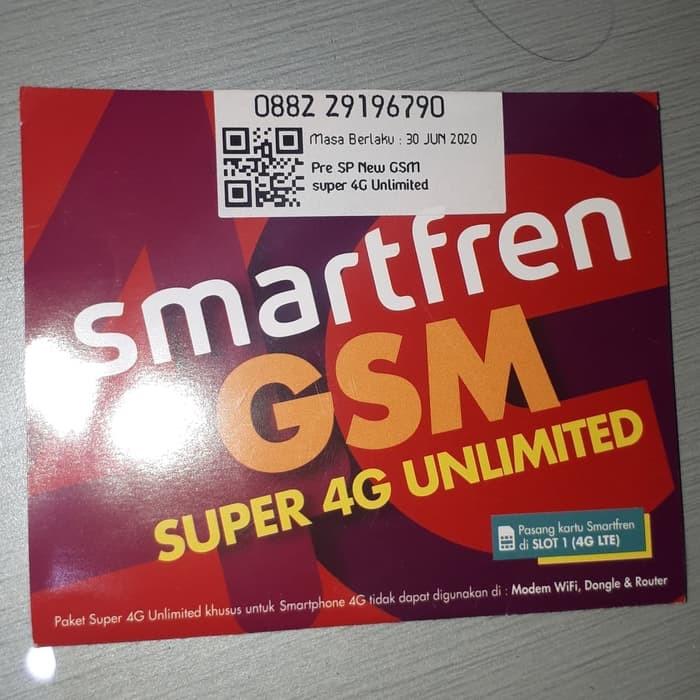 0882 29196790
Masa Berlaku : 30 JUN 2020
Pre SP New GSM
super 4G Unlimited
smartfren
GSM
SUPER 4G UNLIMITED
Pasang kartu Smartfren
di SLOT 1 (4G LTE)
Paket Super 4G Unlimited khusus untuk Smartphone 4G tidak dapat digunakan di : Modem WiFi, Dongle & Router